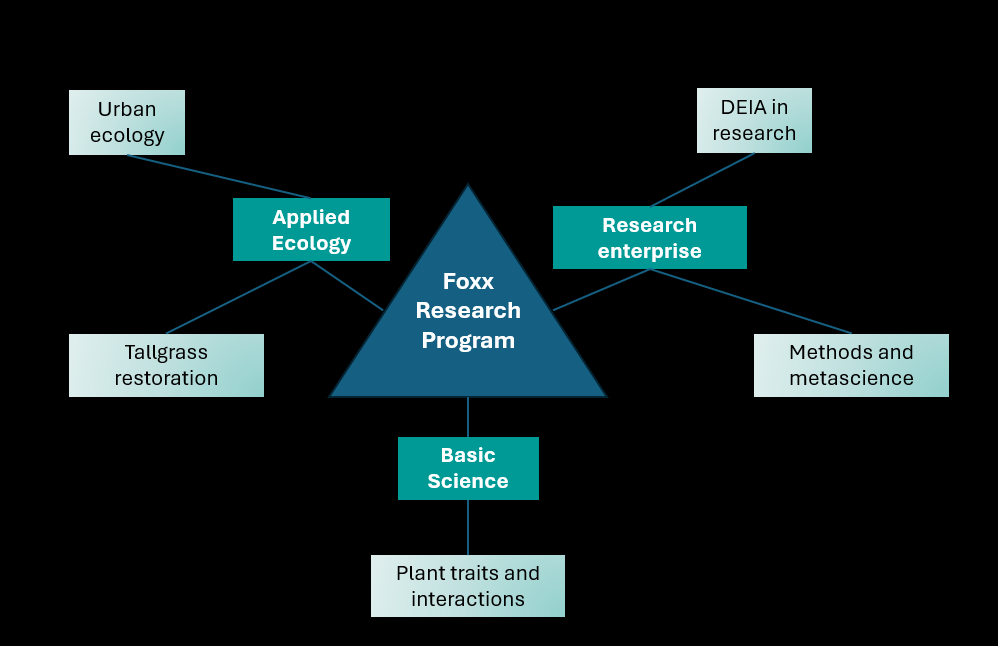 Urban
ecology
DEIA in
research
Applied
Ecology
Research
enterprise
Foxx
Research
Program
Tallgrass
restoration
Methods and
metascience
Basic
Science
Plant traits and
interactions